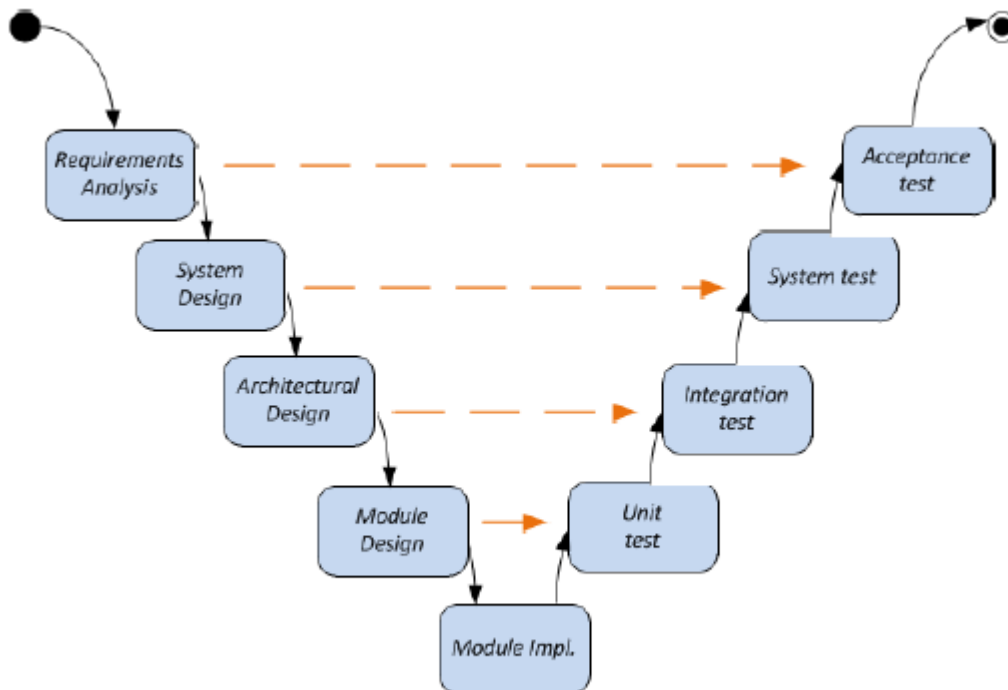 Requirements
Analysis
Acceptance
test
System
Design
System test
Architectural
Design
Integration
test
Module
Design
Unit
test
Module Impl.